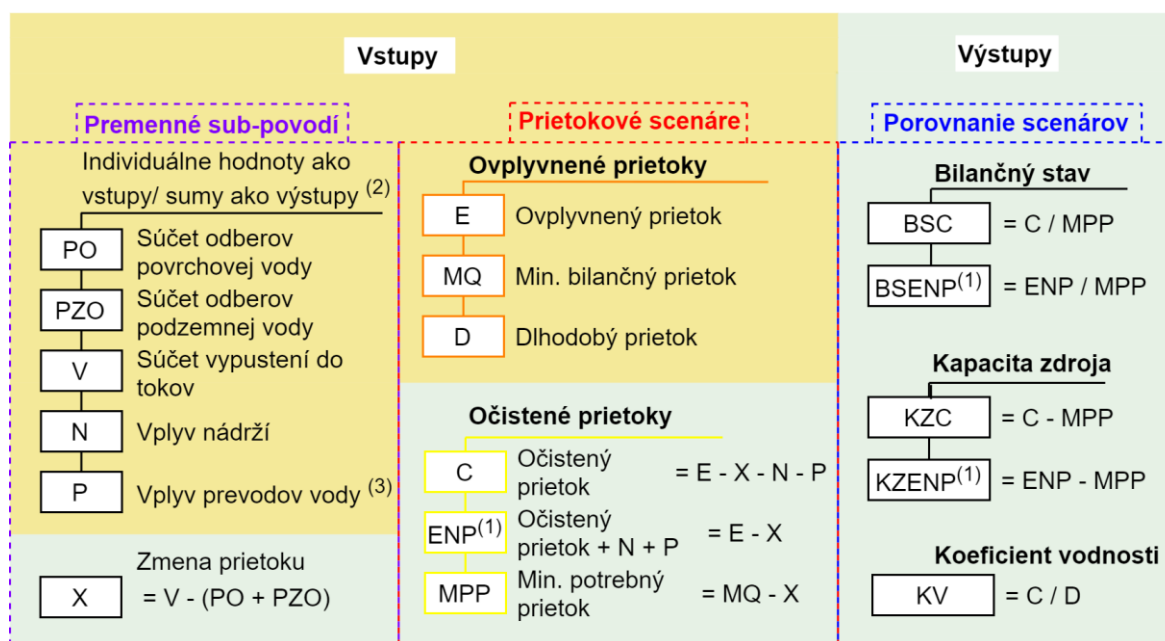 Vstupy
Výstupy
Premenné sub-povodí
Individuálne hodnoty ako
vstupy/ sumy ako výstupy (2)
PO Súčet odberov
povrchovej vody
PZO Súčet odberov
podzemnej vody
V Súčet vypustení do
tokov
N Vplyv nádrží
P Vplyv prevodov vody (3)
Zmena prietoku
X = V - (PO + PZO)
Prietokové scenáre
Ovplyvnené prietoky
E Ovplyvnený prietok
MQ Min. bilančný prietok
D Dlhodobý prietok
Očistené prietoky
C Očistený
prietok = E - X - N - P
ENP(1) Očistený
prietok + N + P = E - X
MPP Min. potrebný
prietok = MQ - X
Porovnanie scenárov
Bilančný stav
BSC = C / MPP
BSENP(1) = ENP / MPP
Kapacita zdroja
KZC = C - MPP
KZENP(1) = ENP - MPP
Koeficient vodnosti
KV = C / D